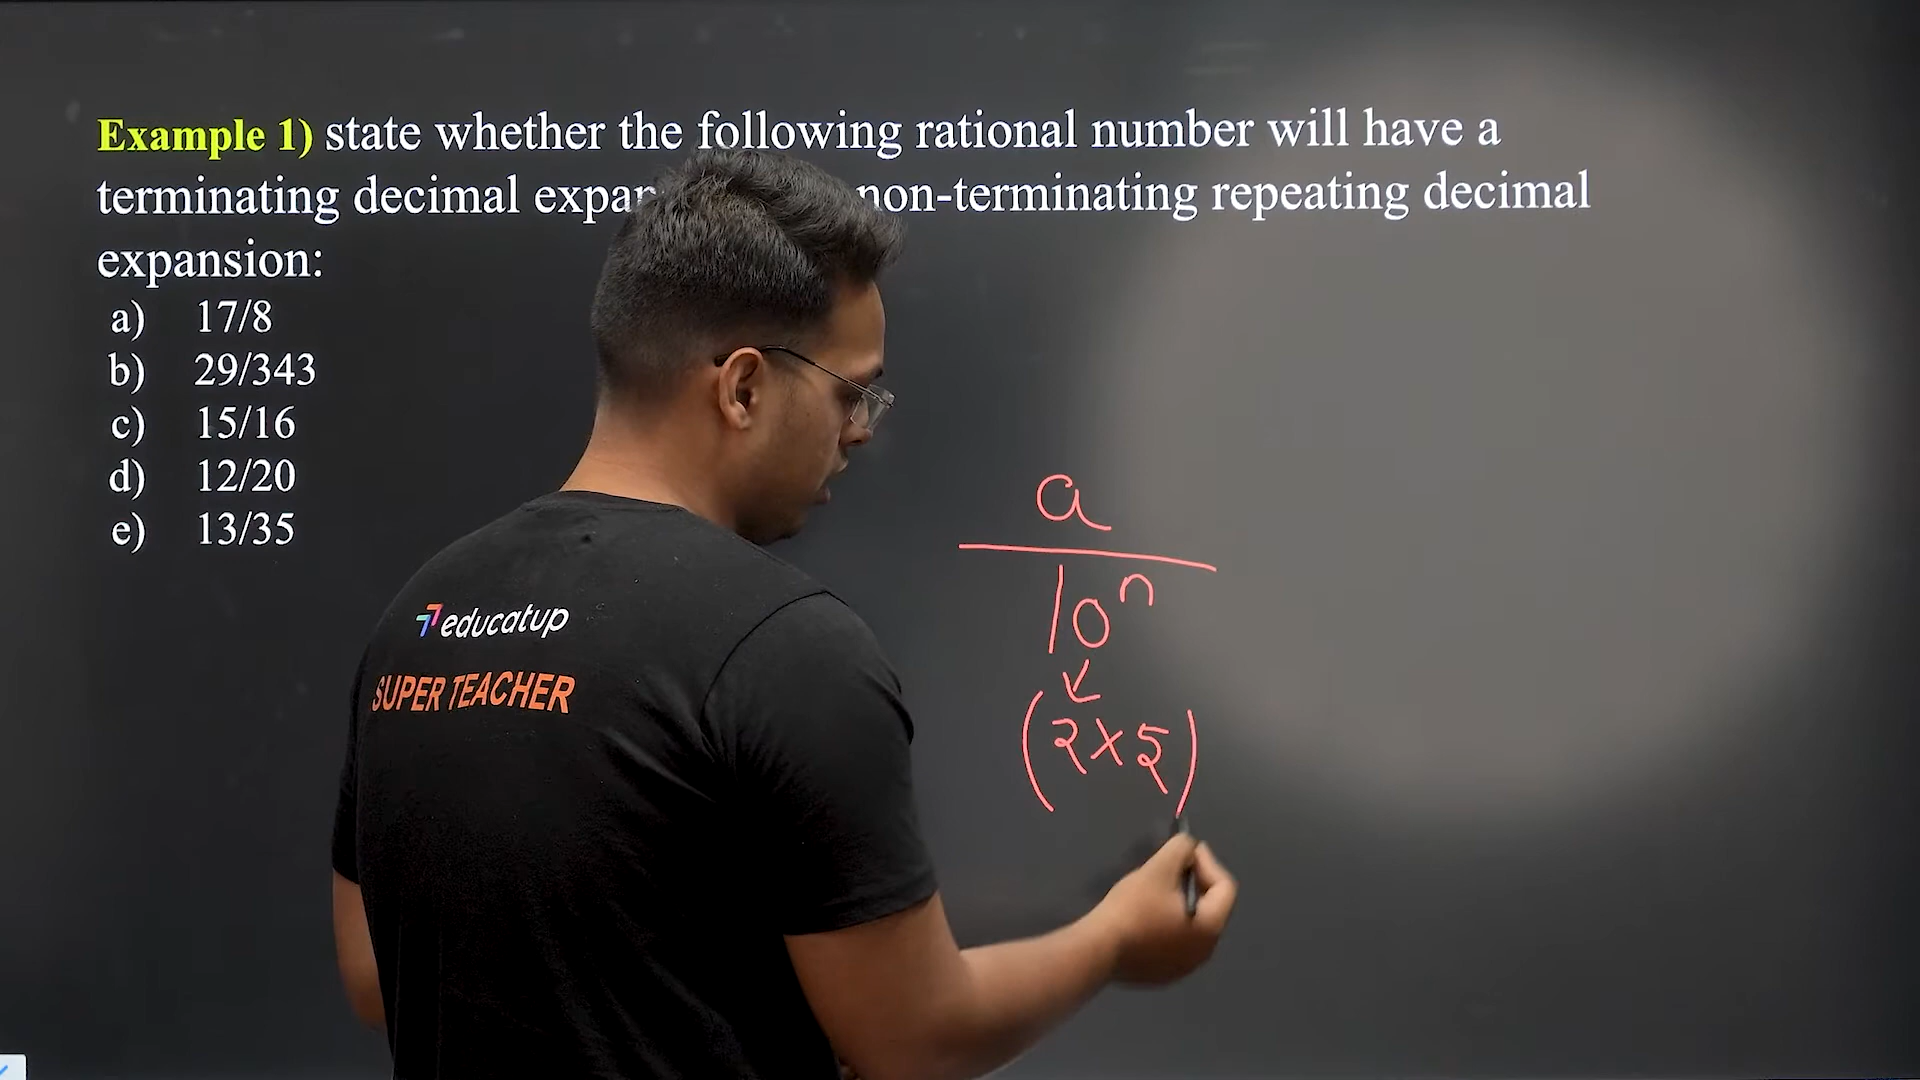 Example 1) state whether the following rational number will have a
terminating decimal expan non-terminating repeating decimal
expansion:
a) 17/8
b) 29/343
c) 15/16
d) 12/20
e) 13/35
a
10ⁿ
(2×5)
educatup
SUPER TEACHER